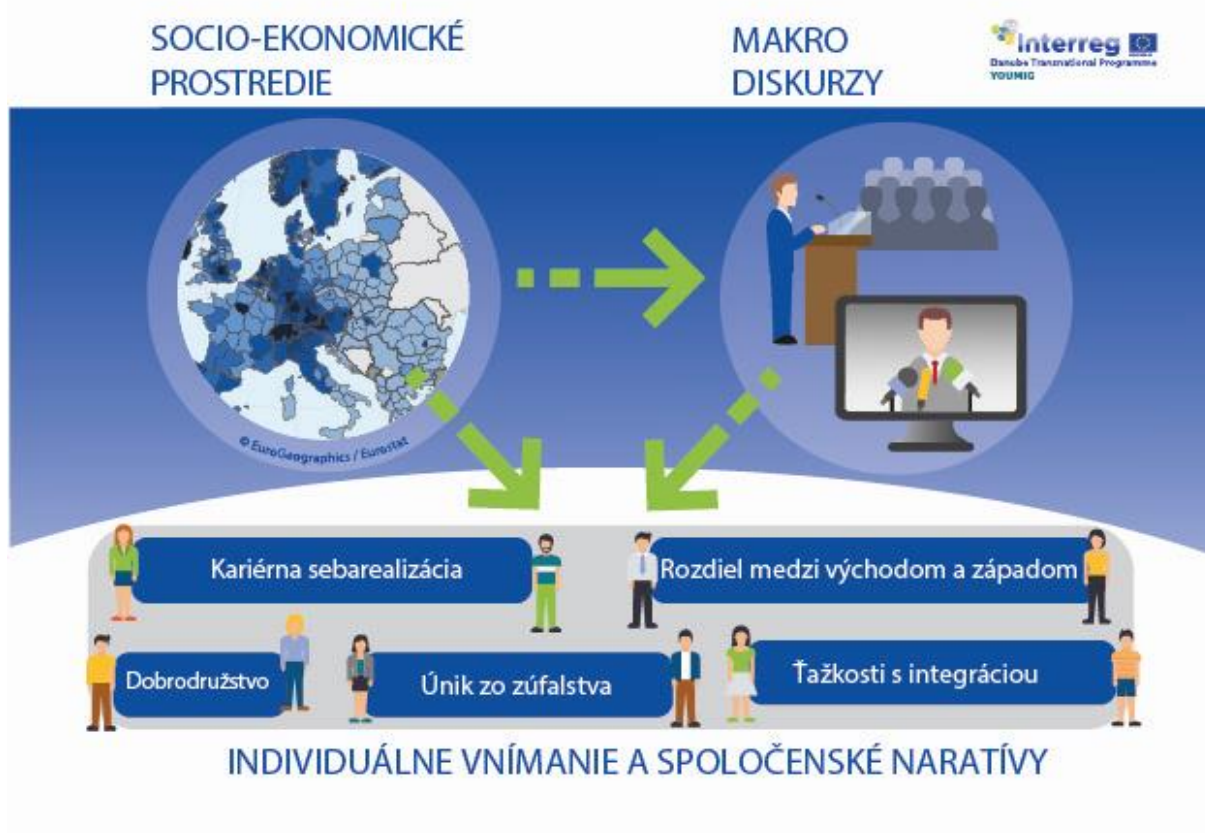 SOCIO-EKONOMICKÉ
PROSTREDIE
MAKRO
DISKURZY
Interreg
Danube Transnational Programme
YOUMIG
© EuroGeographics / Eurostat
Kariérna sebarealizácia
Rozdiel medzi východom a západom
Dobrodružstvo
Únik zo zúfalstva
Ťažkosti s integráciou
INDIVIDUÁLNE VNÍMANIE A SPOLOČENSKÉ NARATÍVY